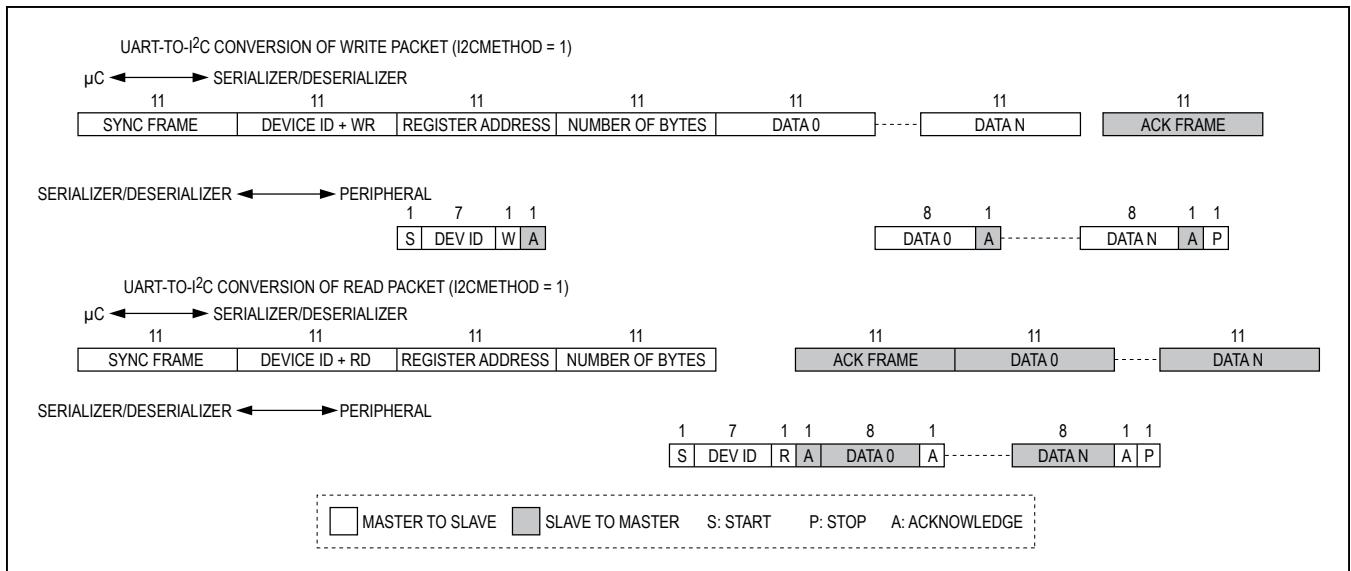 UART-TO-I2C CONVERSION OF WRITE PACKET (I2CMETHOD = 1)
µC SERIALIZER/DESERIALIZER
11 11 11 11 11 11 11
SYNC FRAME DEVICE ID + WR REGISTER ADDRESS NUMBER OF BYTES DATA 0 DATA N ACK FRAME
SERIALIZER/DESERIALIZER PERIPHERAL
1 7 1 1 8 1 8 1 1
S DEV ID W A DATA 0 A DATA N A P
UART-TO-I2C CONVERSION OF READ PACKET (I2CMETHOD = 1)
µC SERIALIZER/DESERIALIZER
11 11 11 11 11 11 11
SYNC FRAME DEVICE ID + RD REGISTER ADDRESS NUMBER OF BYTES ACK FRAME DATA 0 DATA N
SERIALIZER/DESERIALIZER PERIPHERAL
1 7 1 1 8 1 8 1 1
S DEV ID R A DATA 0 A DATA N A P
MASTER TO SLAVE SLAVE TO MASTER S: START P: STOP A: ACKNOWLEDGE